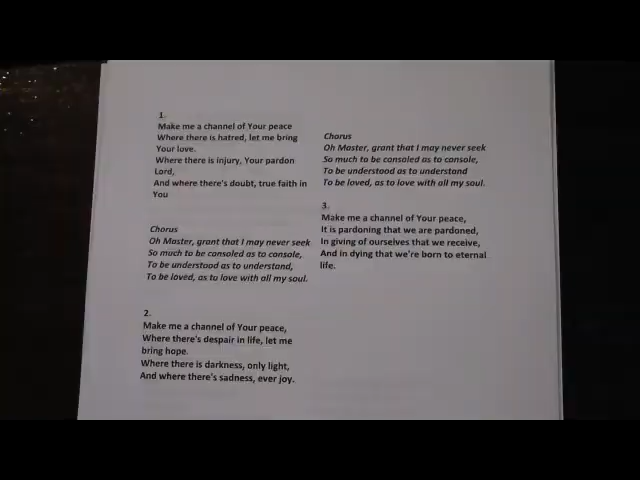 1.
Make me a channel of Your peace
Where there is hatred, let me bring
Your love.
Where there is injury, Your pardon
Lord,
And where there's doubt, true faith in
You
Chorus
Oh Master, grant that I may never seek
So much to be consoled as to console,
To be understood as to understand,
To be loved, as to love with all my soul.
2.
Make me a channel of Your peace,
Where there's despair in life, let me
bring hope.
Where there is darkness, only light,
And where there's sadness, ever joy.
Chorus
Oh Master, grant that I may never seek
So much to be consoled as to console,
To be understood as to understand
To be loved, as to love with all my soul.
3.
Make me a channel of Your peace,
It is pardoning that we are pardoned,
In giving of ourselves that we receive,
And in dying that we're born to eternal
life.